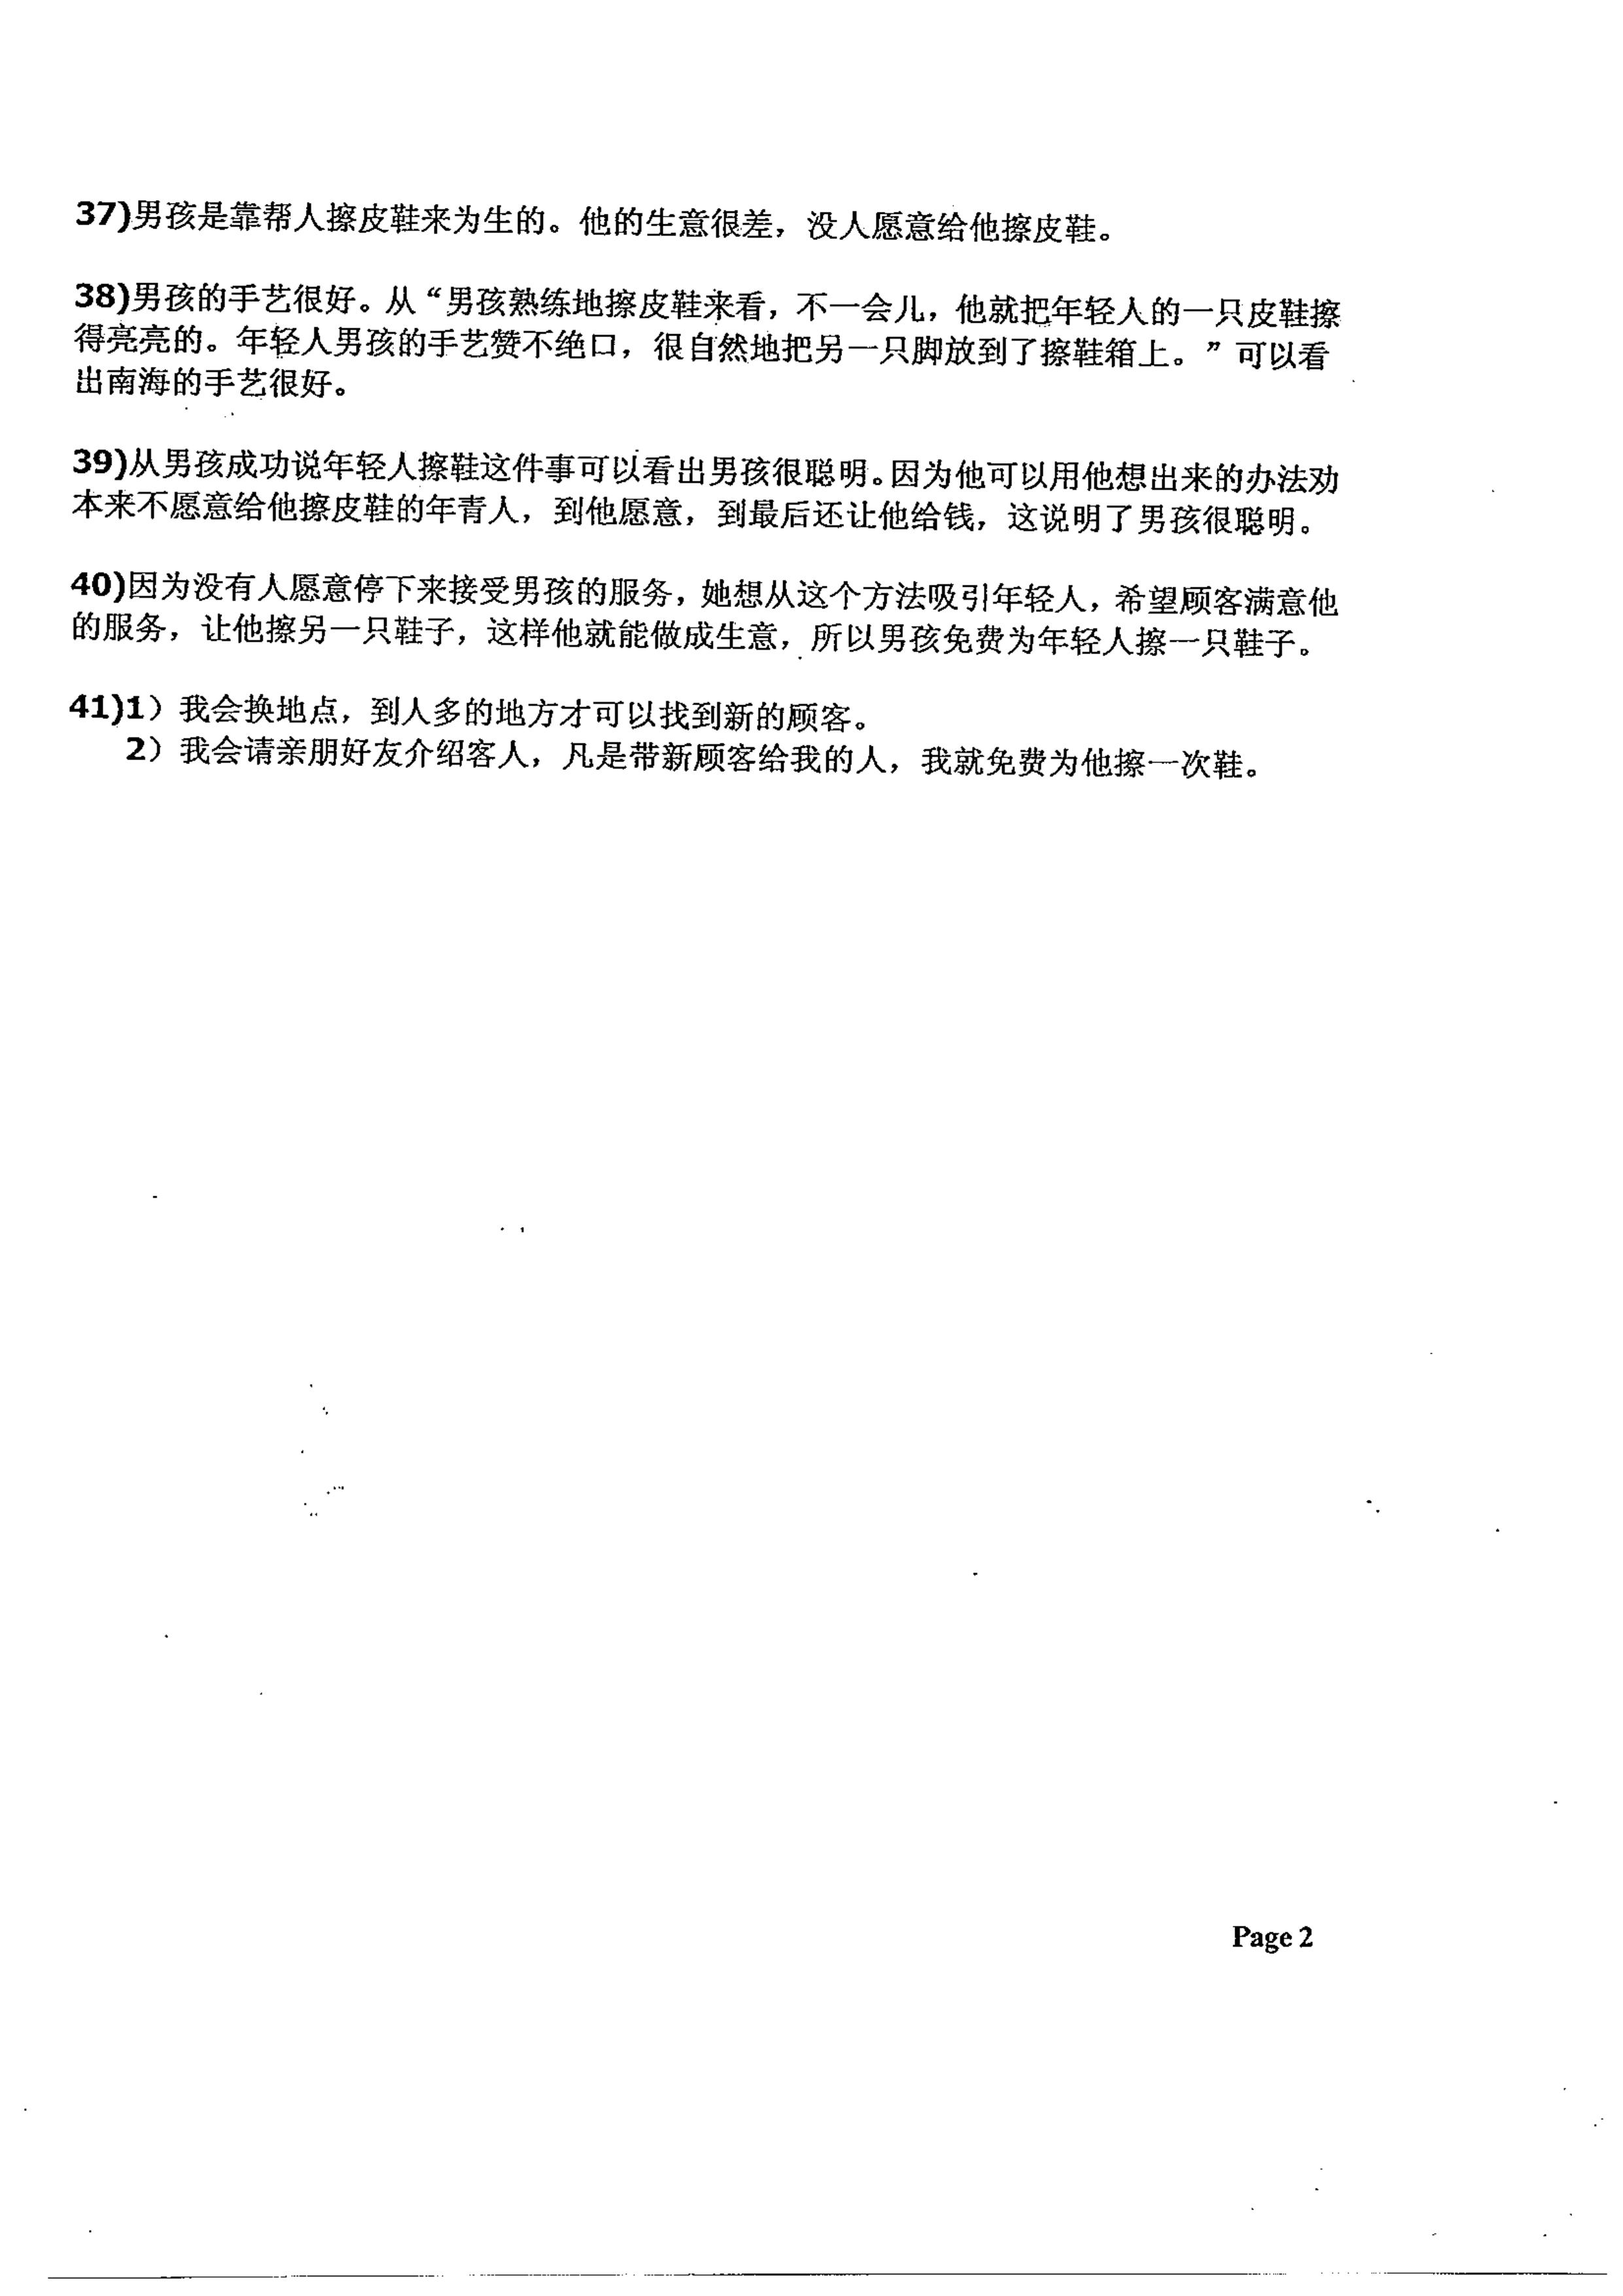 37)男孩是靠帮人擦皮鞋来为生的。他的生意很差，没人愿意给他擦皮鞋。
38)男孩的手艺很好。从“男孩熟练地擦皮鞋来看，不一会儿，他就把年轻人的一只皮鞋擦
得亮亮的。年轻人男孩的手艺赞不绝口，很自然地把另一只脚放到了擦鞋箱上。”可以看
出南海的手艺很好。
39)从男孩成功说年轻人擦鞋这件事可以看出男孩很聪明。因为他可以用他想出来的办法劝
本来不愿意给他擦皮鞋的年青人，到他愿意，到最后还让他给钱，这说明了男孩很聪明。
40)因为没有人愿意停下来接受男孩的服务，她想从这个方法吸引年轻人，希望顾客满意他
的服务，让他擦另一只鞋子，这样他就能做成生意，所以男孩免费为年轻人擦一只鞋子。
41)1）我会换地点，到人多的地方才可以找到新的顾客。
2）我会请亲朋好友介绍客人，凡是带新顾客给我的人，我就免费为他擦一次鞋。
Page 2